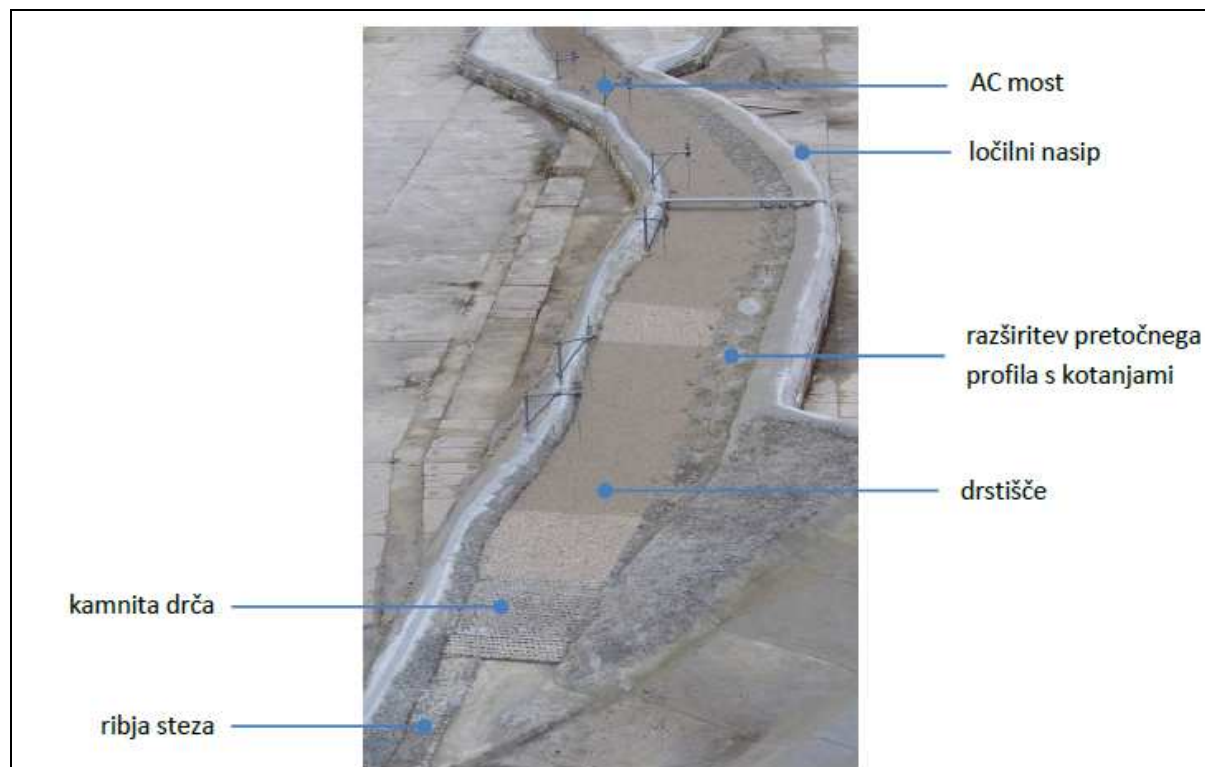 AC most
ločilni nasip
razširitev pretočnega
profila s kotanjami
drstišče
kamnita drča
ribja steza